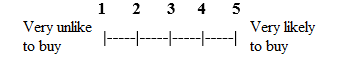 1 2 3 4 5
Very unlike |-----|-----|-----|-----| Very likely
to buy to buy